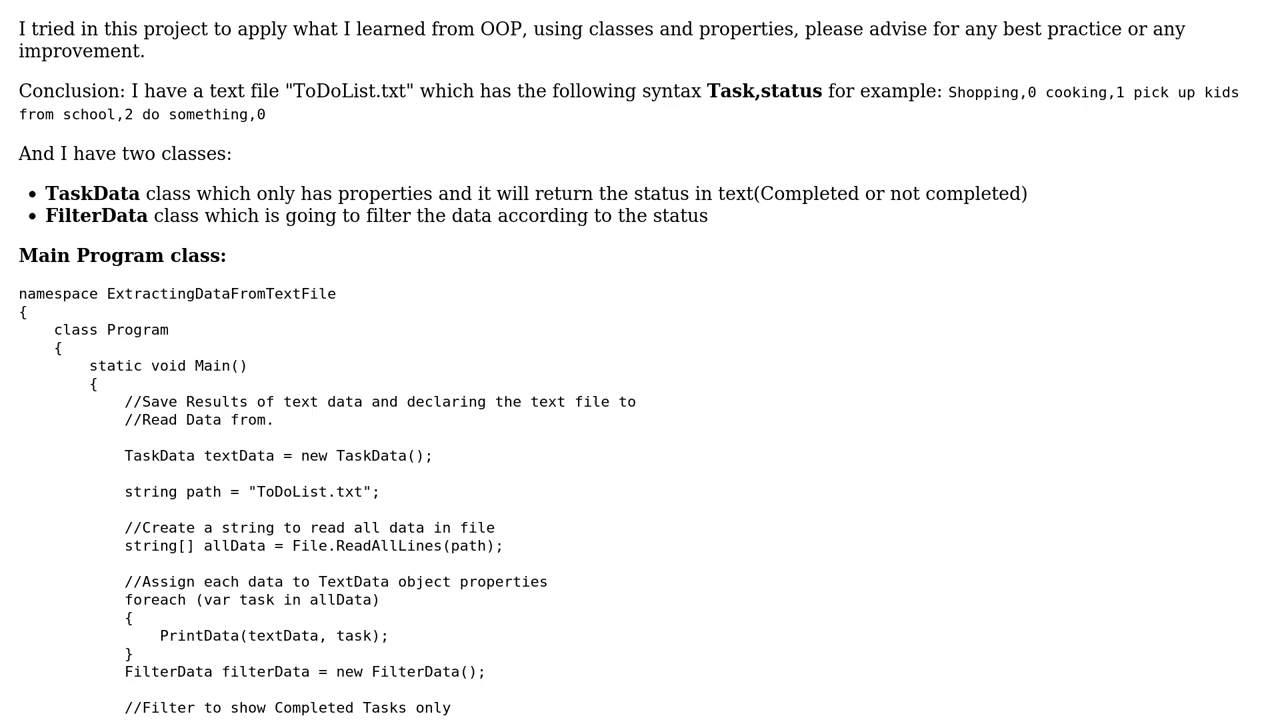 I tried in this project to apply what I learned from OOP, using classes and properties, please advise for any best practice or any
improvement.
Conclusion: I have a text file "ToDoList.txt" which has the following syntax Task,status for example: Shopping,0 cooking,1 pick up kids
from school,2 do something,0
And I have two classes:
• TaskData class which only has properties and it will return the status in text(Completed or not completed)
• FilterData class which is going to filter the data according to the status
Main Program class:
namespace ExtractingDataFromTextFile
{
    class Program
    {
        static void Main()
        {
            //Save Results of text data and declaring the text file to
            //Read Data from.
            TaskData textData = new TaskData();
            string path = "ToDoList.txt";
            //Create a string to read all data in file
            string[] allData = File.ReadAllLines(path);
            //Assign each data to TextData object properties
            foreach (var task in allData)
            {
                PrintData(textData, task);
            }
            FilterData filterData = new FilterData();
            //Filter to show Completed Tasks only